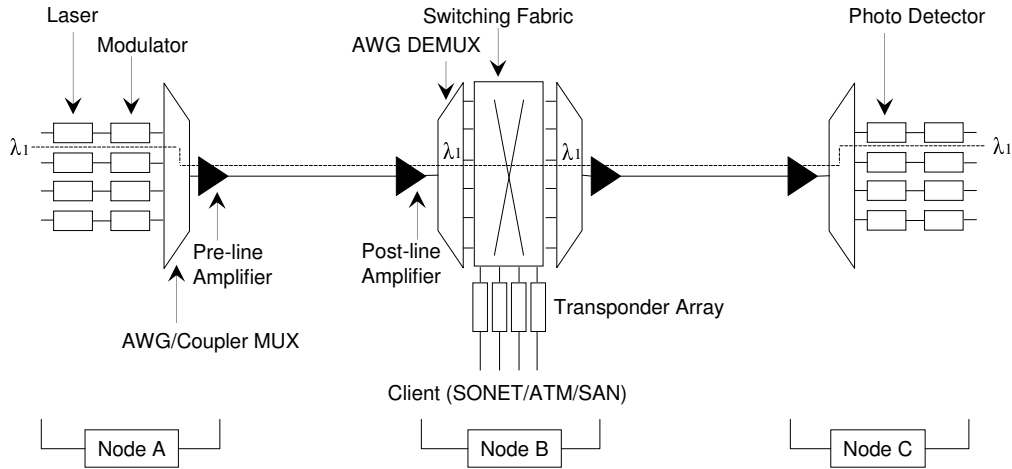 Laser
Modulator
Switching Fabric
AWG DEMUX
Photo Detector
λ1
λ1
λ1
λ1
Pre-line
Amplifier
Post-line
Amplifier
Transponder Array
AWG/Coupler MUX
Client (SONET/ATM/SAN)
Node A
Node B
Node C